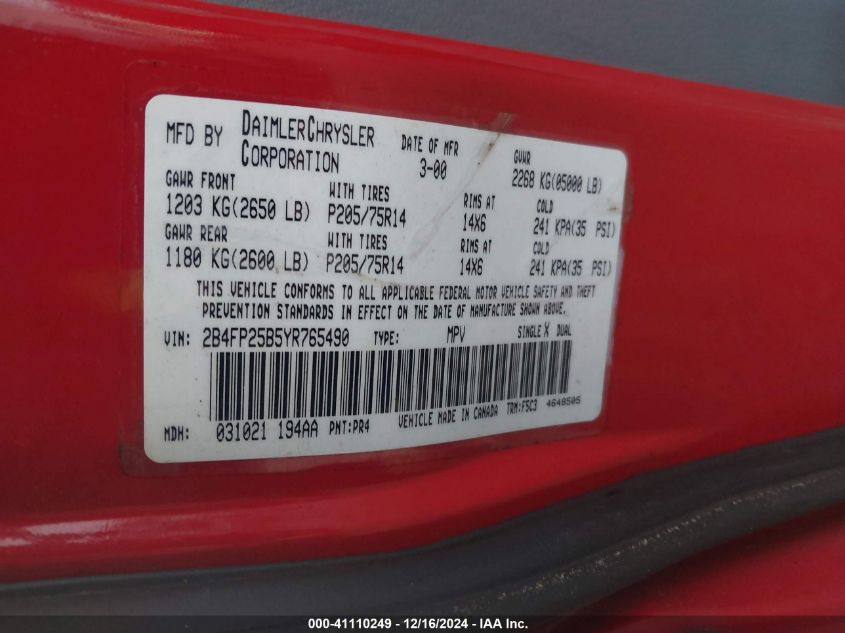 MFD BY DAIMLERCHRYSLER CORPORATION DATE OF MFR 3-00 GVWR 2268 KG(05000 LB)
GAWR FRONT WITH TIRES RIMS AT COLD
1203 KG(2650 LB) P205/75R14 14X6 241 KPA(35 PSI)
GAWR REAR WITH TIRES RIMS AT COLD
1180 KG(2600 LB) P205/75R14 14X6 241 KPA(35 PSI)
THIS VEHICLE CONFORMS TO ALL APPLICABLE FEDERAL MOTOR VEHICLE SAFETY AND THEFT
PREVENTION STANDARDS IN EFFECT ON THE DATE OF MANUFACTURE SHOWN ABOVE.
VIN: 2B4FP25B5YR765490 TYPE: MPV SINGLE X DUAL
MDH: 031021 194AA PNT:PR4 VEHICLE MADE IN CANADA TRM:F5C3 4648505
000-41110249 - 12/16/2024 - IAA Inc.